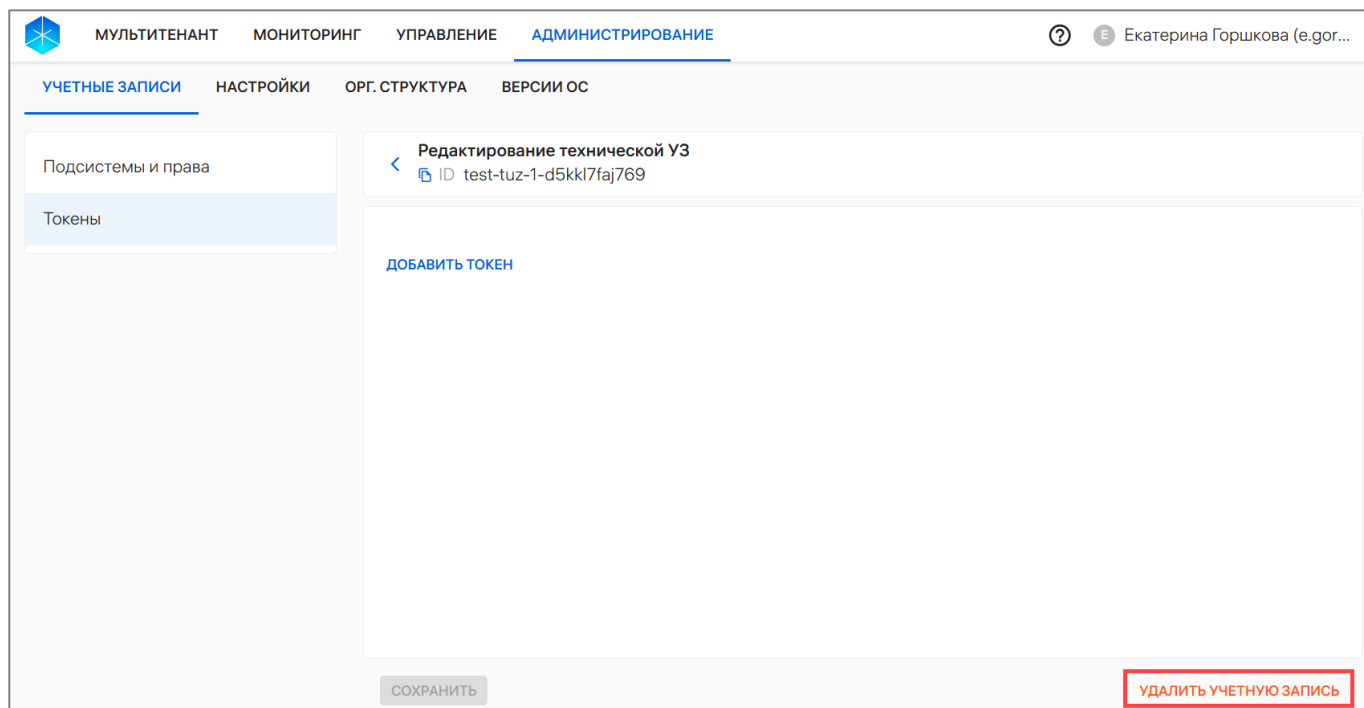 МУЛЬТИТЕНАНТ МОНИТОРИНГ УПРАВЛЕНИЕ АДМИНИСТРИРОВАНИЕ E Екатерина Горшкова (e.gor...
УЧЕТНЫЕ ЗАПИСИ НАСТРОЙКИ ОРГ. СТРУКТУРА ВЕРСИИ ОС
Подсистемы и права
Токены
Редактирование технической УЗ
ID test-tuz-1-d5kkl7faj769
ДОБАВИТЬ ТОКЕН
СОХРАНИТЬ УДАЛИТЬ УЧЕТНУЮ ЗАПИСЬ